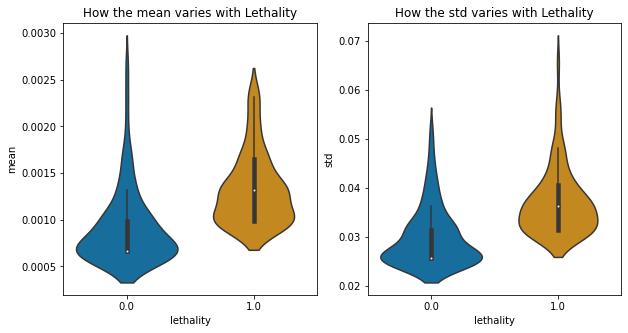 How the mean varies with Lethality
0.0030
0.0025
0.0020
0.0015
0.0010
0.0005
mean
0.0
1.0
lethality
How the std varies with Lethality
0.07
0.06
0.05
0.04
0.03
0.02
std
0.0
1.0
lethality